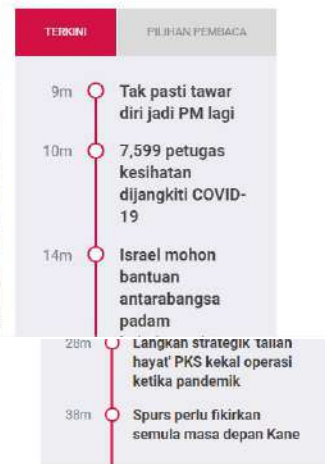 TERKINI
PILIHAN PEMBACA
9m
Tak pasti tawar
diri jadi PM lagi
10m
7,599 petugas
kesihatan
dijangkiti COVID-
19
14m
Israel mohon
bantuan
antarabangsa
padam
28m
Langkah strategik 'talian
hayat' PKS kekal operasi
ketika pandemik
38m
Spurs perlu fikirkan
semula masa depan Kane